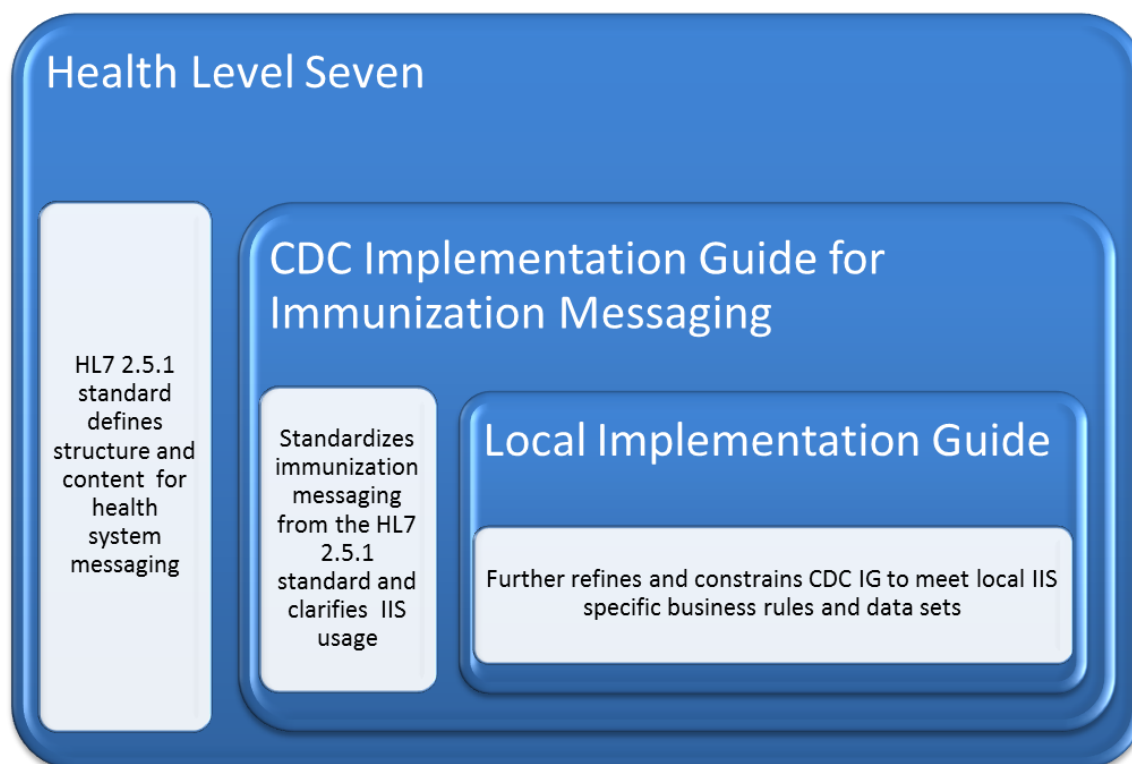 Health Level Seven
HL7 2.5.1
standard
defines
structure and
content for
health
system
messaging
CDC Implementation Guide for
Immunization Messaging
Standardizes
immunization
messaging
from the HL7
2.5.1
standard and
clarifies IIS
usage
Local Implementation Guide
Further refines and constrains CDC IG to meet local IIS
specific business rules and data sets